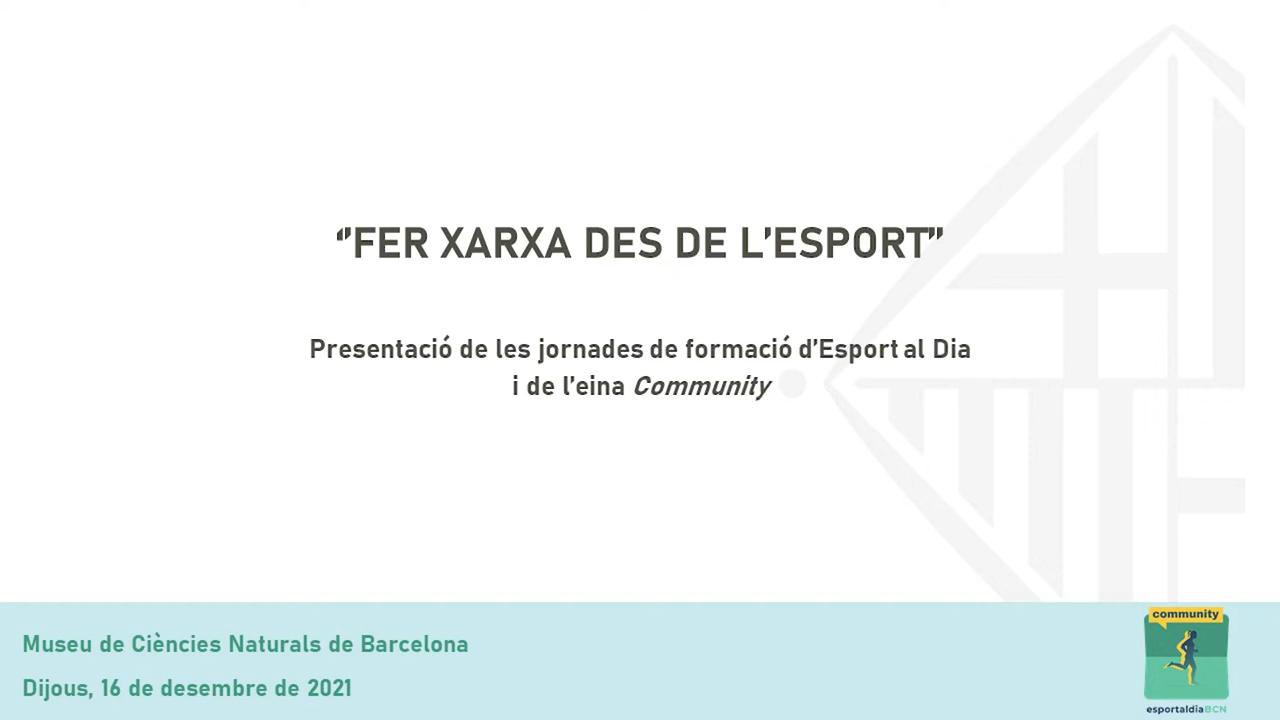 “FER XARXA DES DE L’ESPORT”
Presentació de les jornades de formació d’Esport al Dia
i de l’eina Community
Museu de Ciències Naturals de Barcelona
Dijous, 16 de desembre de 2021
community
esportaldiaBCN